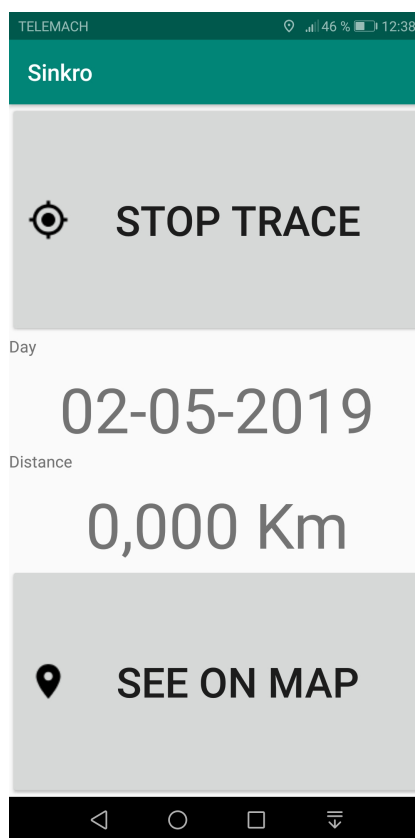 TELEMACH 46 % 12:38
Sinkro
STOP TRACE
Day
02-05-2019
Distance
0,000 Km
SEE ON MAP